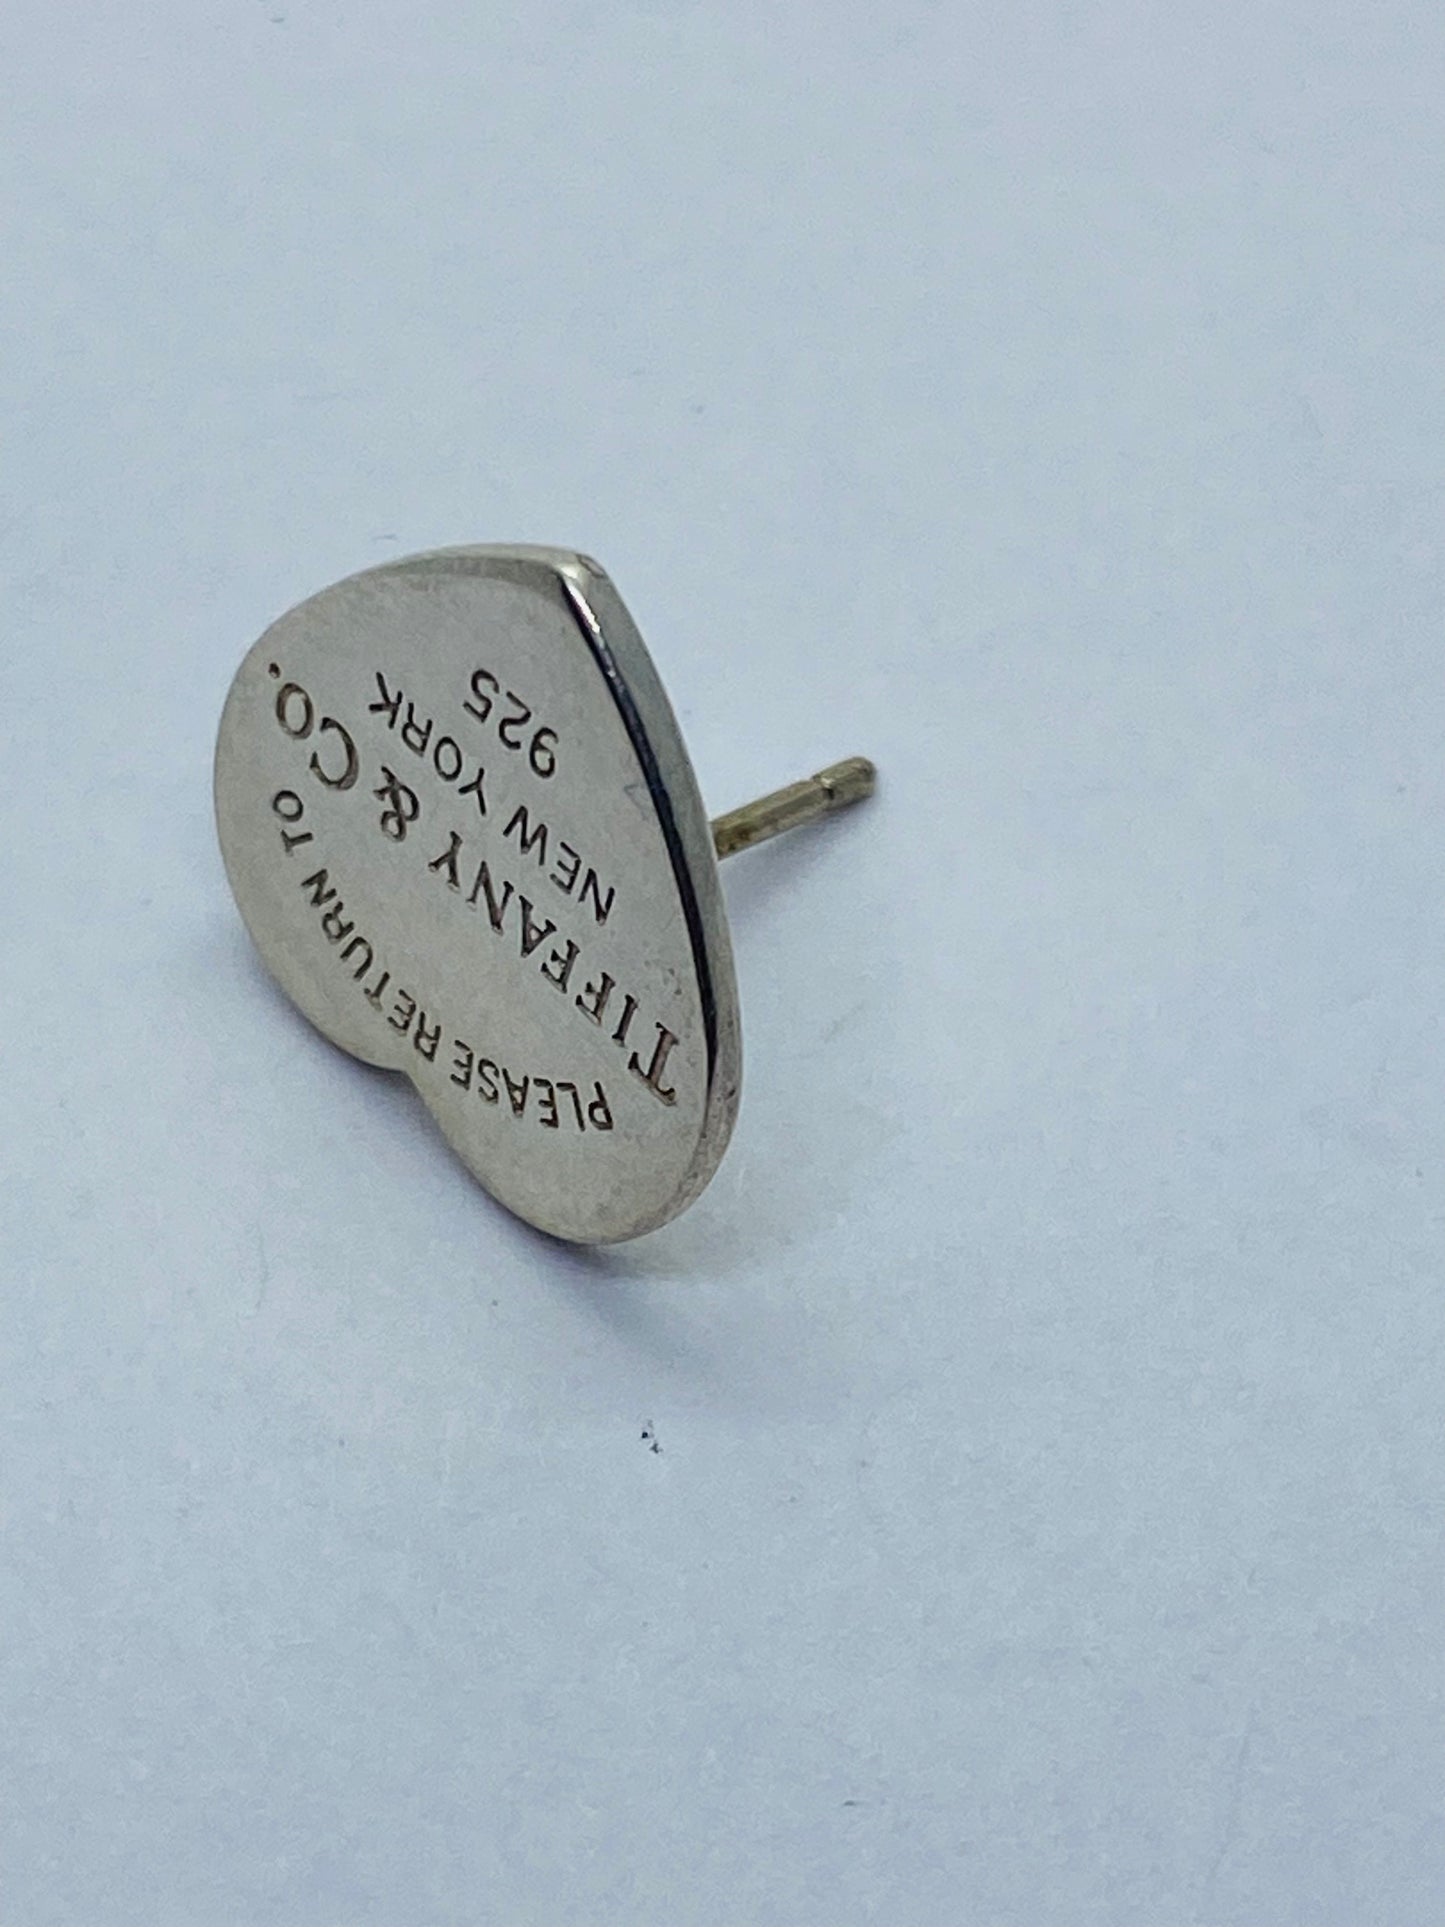 PLEASE RETURN TO
TIFFANY & CO.
NEW YORK
925